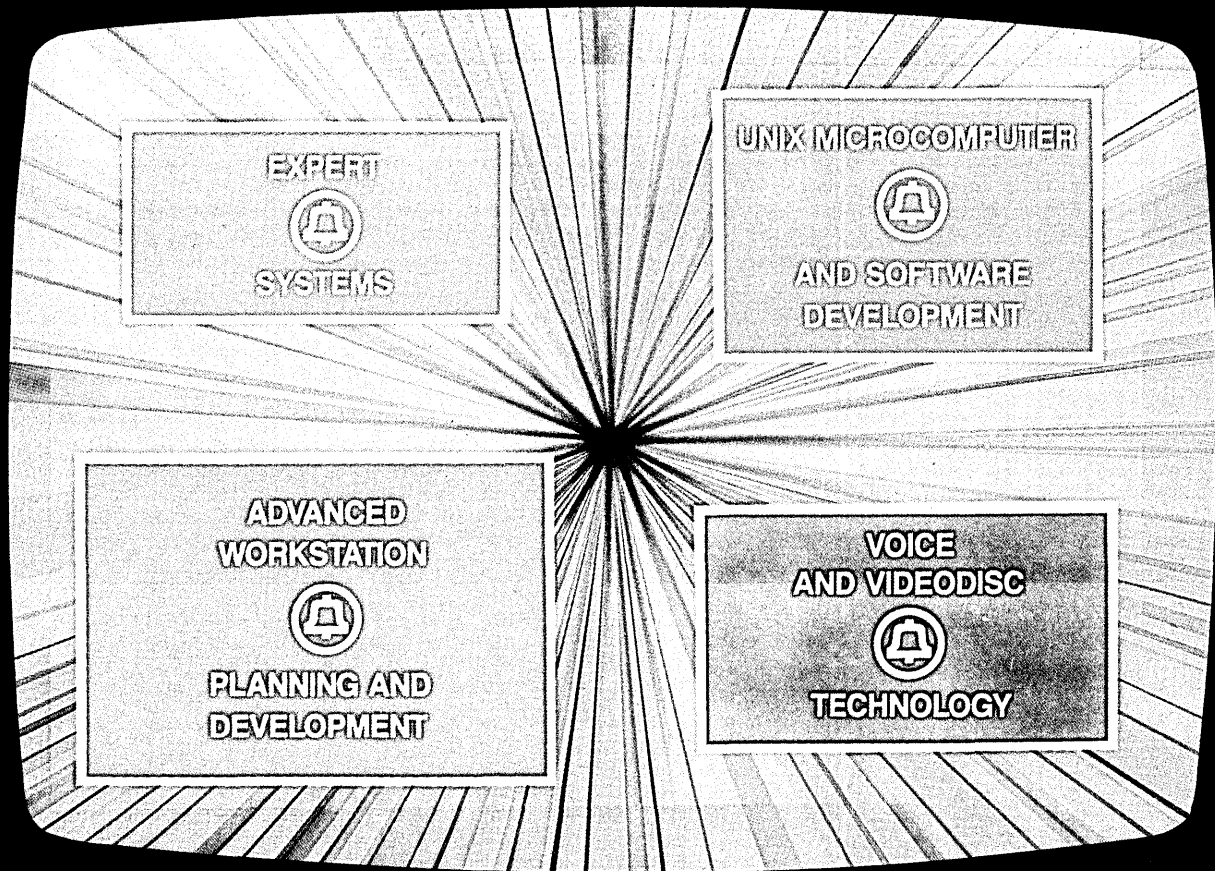 EXPERT
SYSTEMS
UNIX MICROCOMPUTER
AND SOFTWARE
DEVELOPMENT
ADVANCED
WORKSTATION
PLANNING AND
DEVELOPMENT
VOICE
AND VIDEODISC
TECHNOLOGY